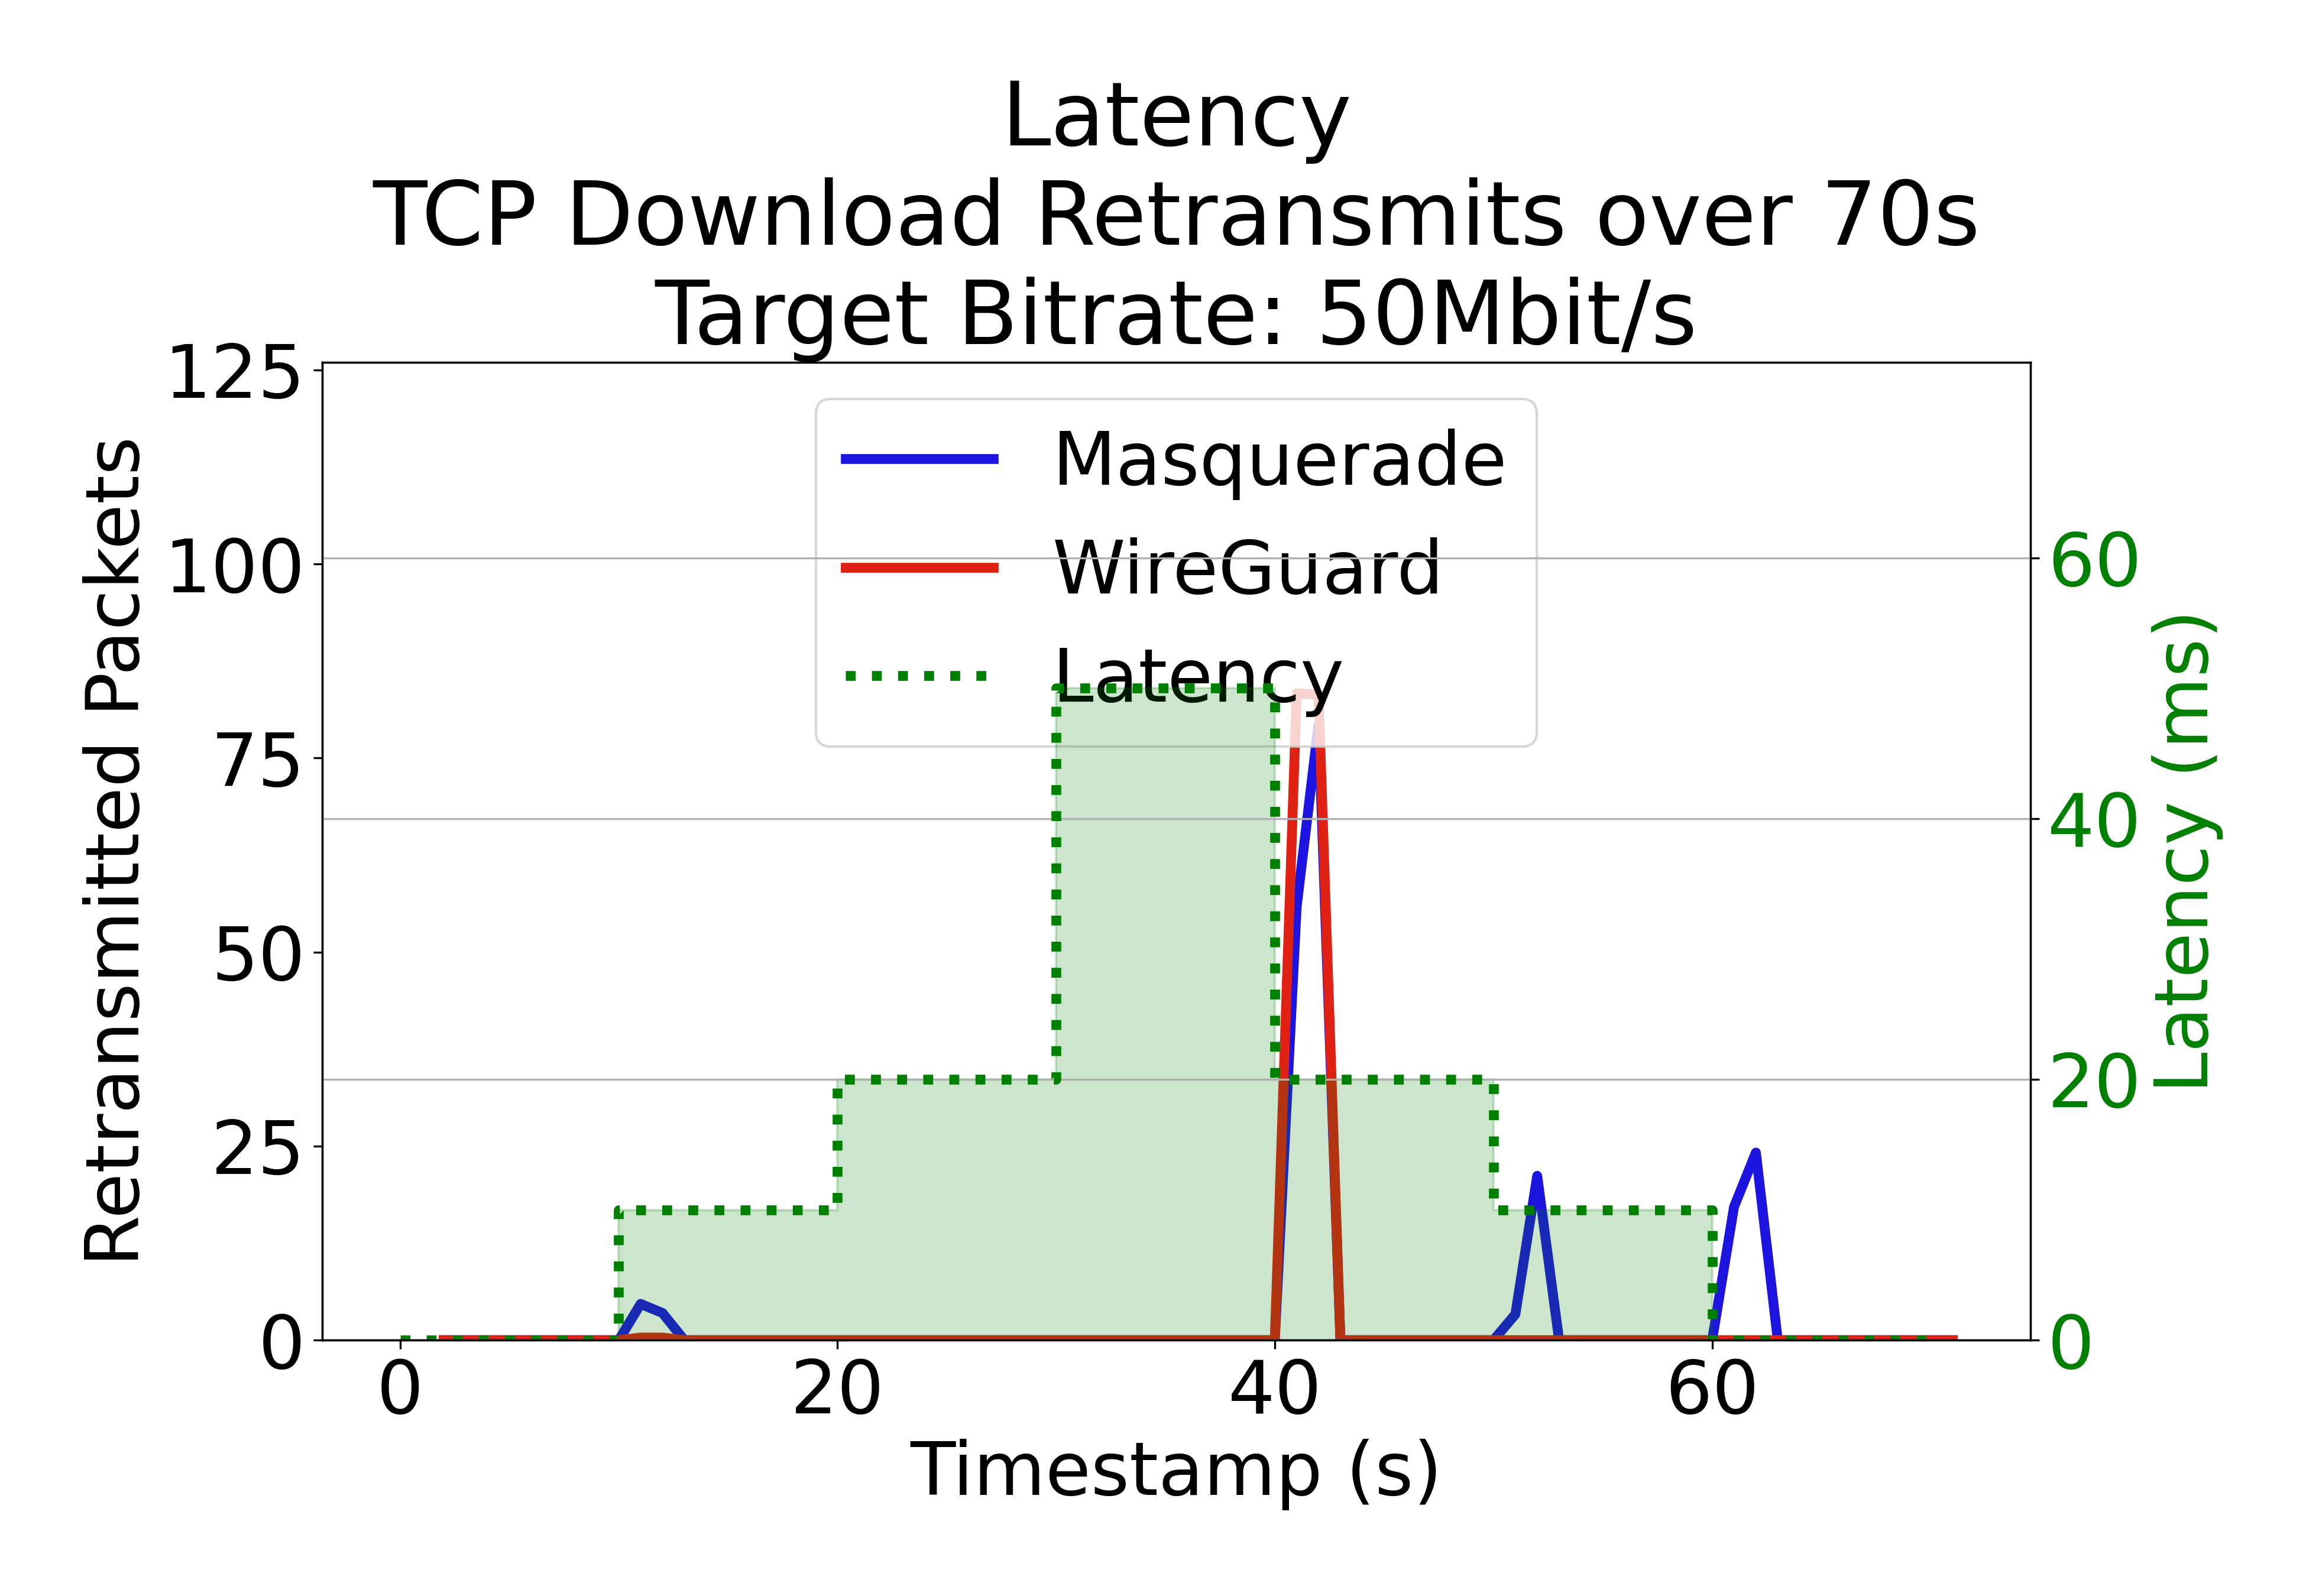 Latency
TCP Download Retransmits over 70s
Target Bitrate: 50Mbit/s
Retransmitted Packets
125
100
75
50
25
0
Masquerade
WireGuard
Latency
60
40
20
0
Latency (ms)
0 20 40 60
Timestamp (s)